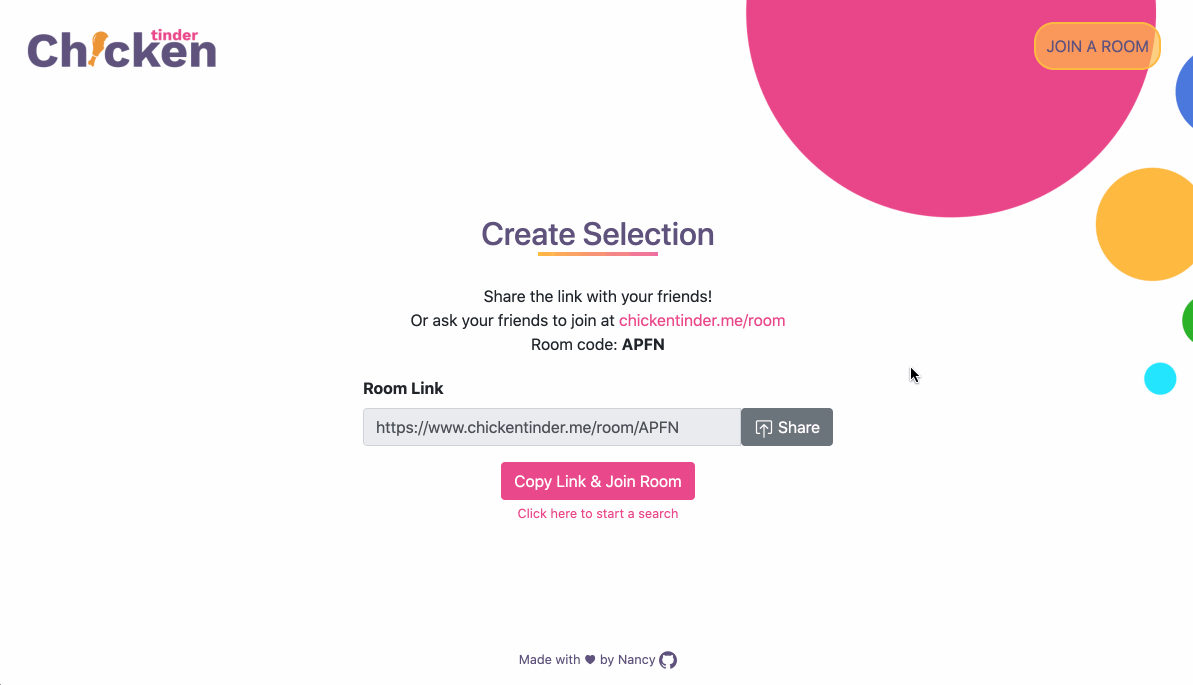 tinder
Chicken
JOIN A ROOM
Create Selection
Share the link with your friends!
Or ask your friends to join at chickentinder.me/room
Room code: APFN
Room Link
https://www.chickentinder.me/room/APFN
Share
Copy Link & Join Room
Click here to start a search
Made with ♥ by Nancy